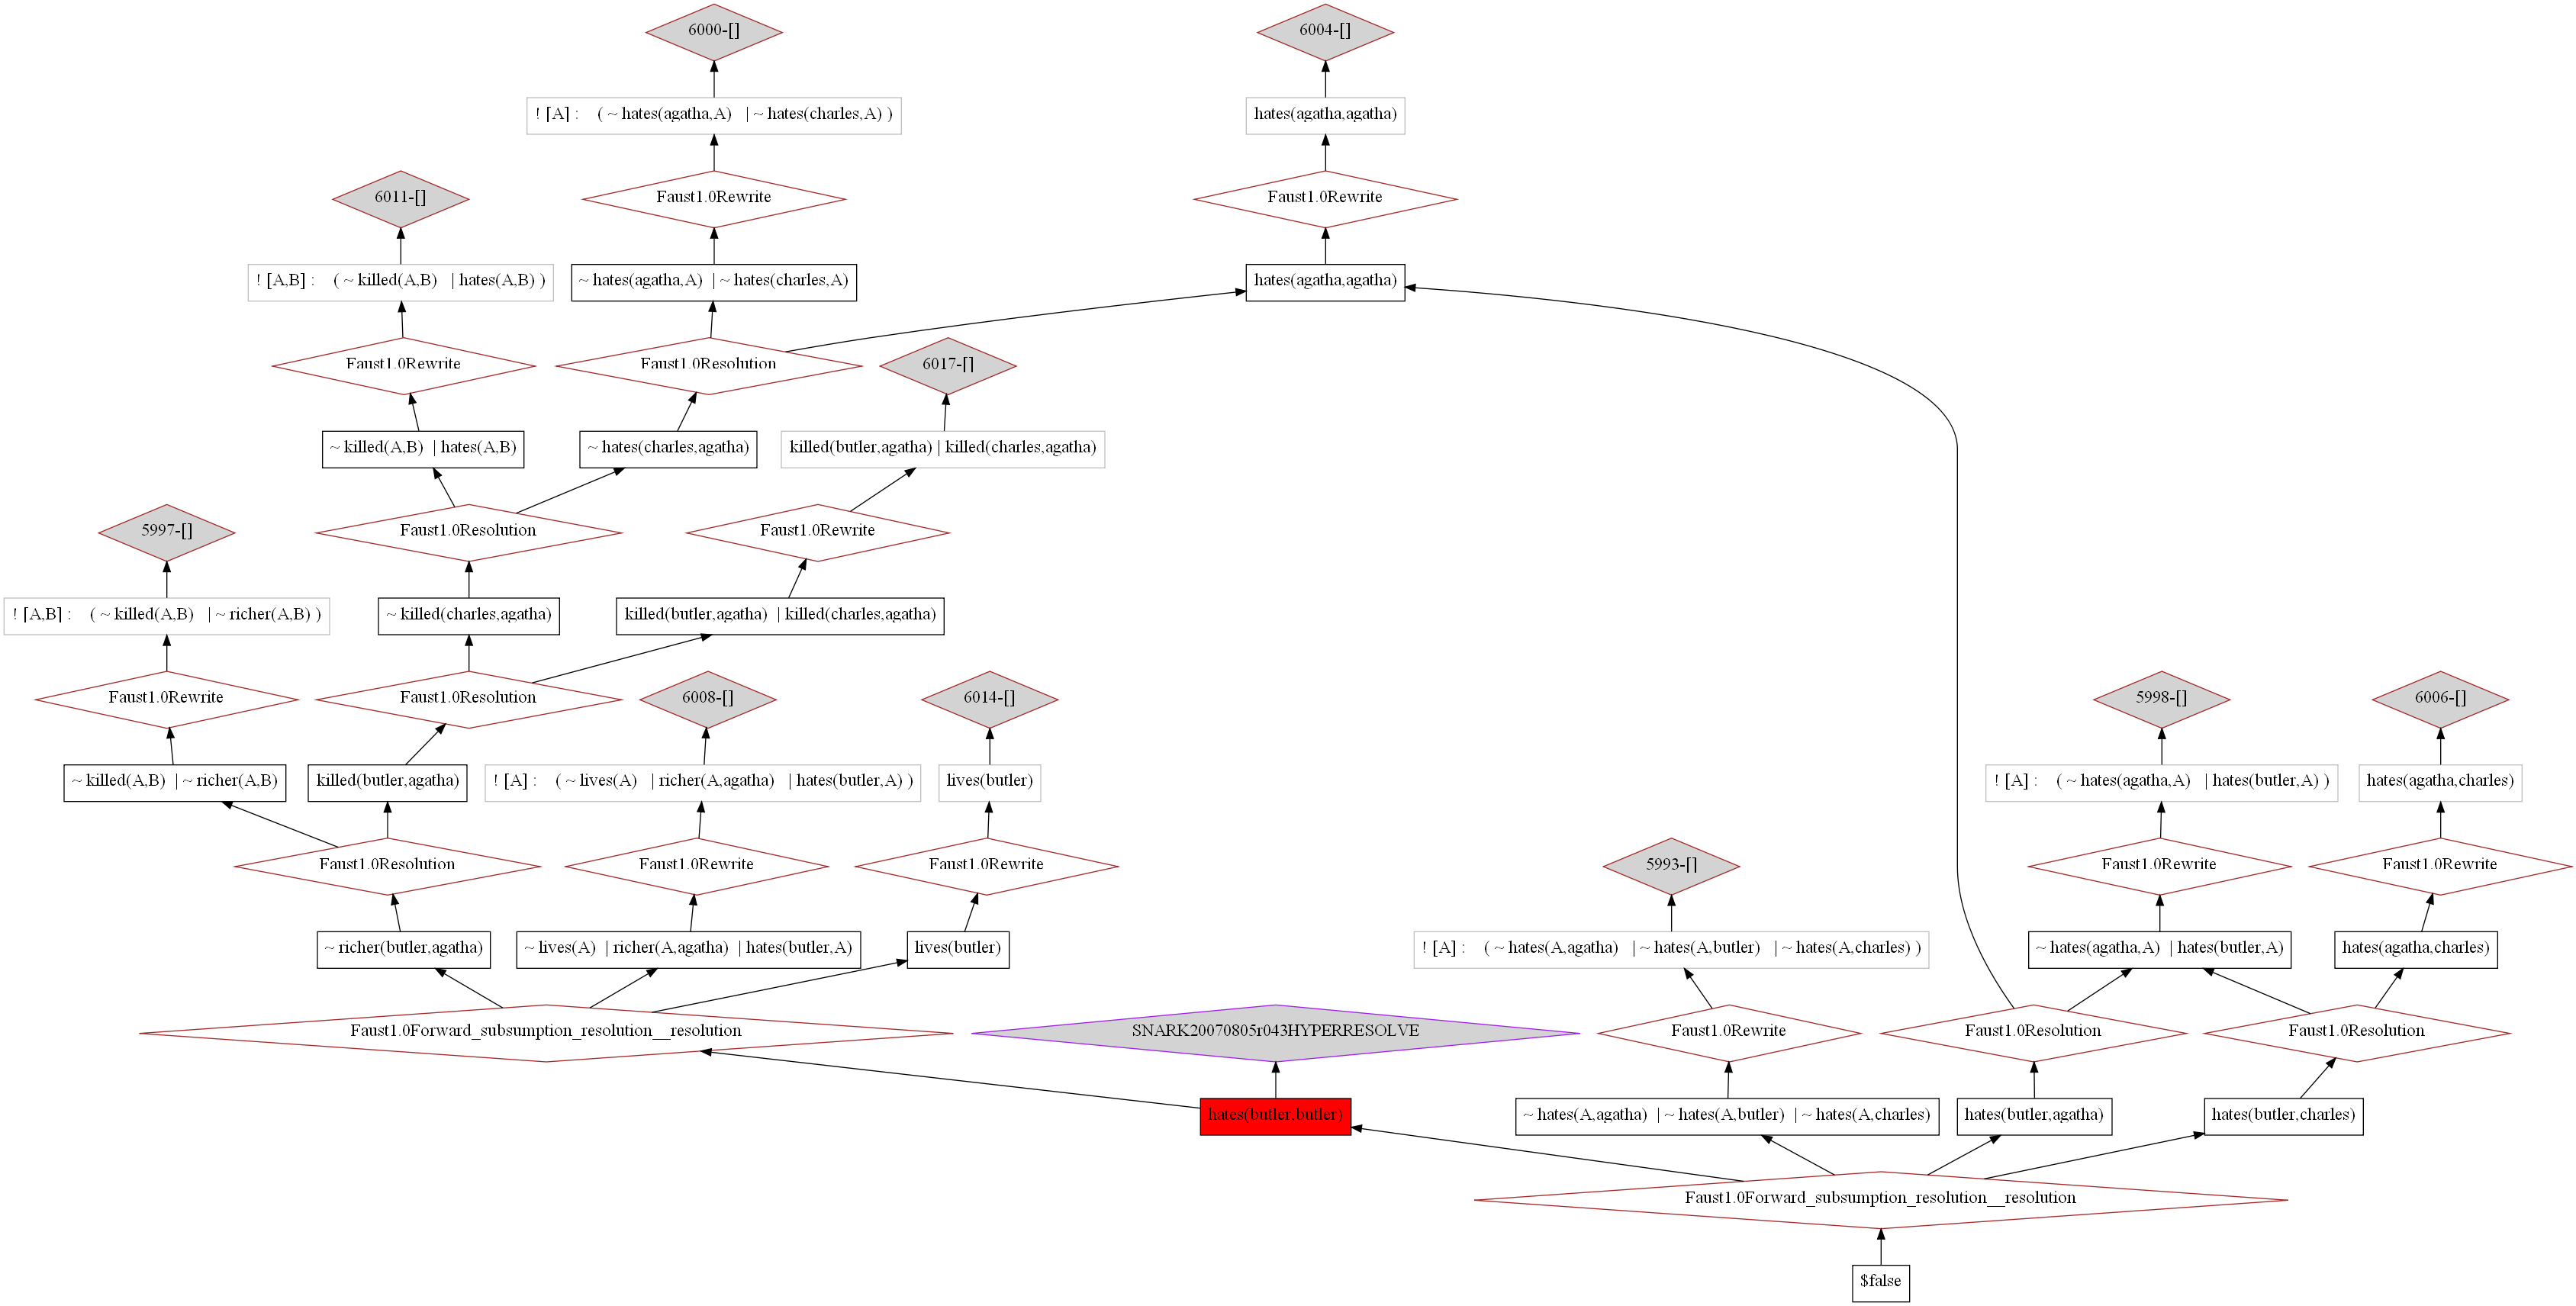 6000-[]
6004-[]
! [A] : ( ~ hates(agatha,A) | ~ hates(charles,A) )
hates(agatha,agatha)
6011-[]
Faust1.0Rewrite
Faust1.0Rewrite
! [A,B] : ( ~ killed(A,B) | hates(A,B) )
~ hates(agatha,A) | ~ hates(charles,A)
hates(agatha,agatha)
Faust1.0Rewrite
Faust1.0Resolution
6017-[]
~ killed(A,B) | hates(A,B)
~ hates(charles,agatha)
killed(butler,agatha) | killed(charles,agatha)
5997-[]
Faust1.0Resolution
Faust1.0Rewrite
! [A,B] : ( ~ killed(A,B) | ~ richer(A,B) )
~ killed(charles,agatha)
killed(butler,agatha) | killed(charles,agatha)
Faust1.0Rewrite
Faust1.0Resolution
6008-[]
6014-[]
5998-[]
6006-[]
~ killed(A,B) | ~ richer(A,B)
killed(butler,agatha)
! [A] : ( ~ lives(A) | richer(A,agatha) | hates(butler,A) )
lives(butler)
! [A] : ( ~ hates(agatha,A) | hates(butler,A) )
hates(agatha,charles)
Faust1.0Resolution
Faust1.0Rewrite
Faust1.0Rewrite
5993-[]
Faust1.0Rewrite
Faust1.0Rewrite
~ richer(butler,agatha)
~ lives(A) | richer(A,agatha) | hates(butler,A)
lives(butler)
! [A] : ( ~ hates(A,agatha) | ~ hates(A,butler) | ~ hates(A,charles) )
~ hates(agatha,A) | hates(butler,A)
hates(agatha,charles)
Faust1.0Forward_subsumption_resolution__resolution
SNARK20070805r043HYPERRESOLVE
Faust1.0Rewrite
Faust1.0Resolution
Faust1.0Resolution
hates(butler,butler)
~ hates(A,agatha) | ~ hates(A,butler) | ~ hates(A,charles)
hates(butler,agatha)
hates(butler,charles)
Faust1.0Forward_subsumption_resolution__resolution
$false